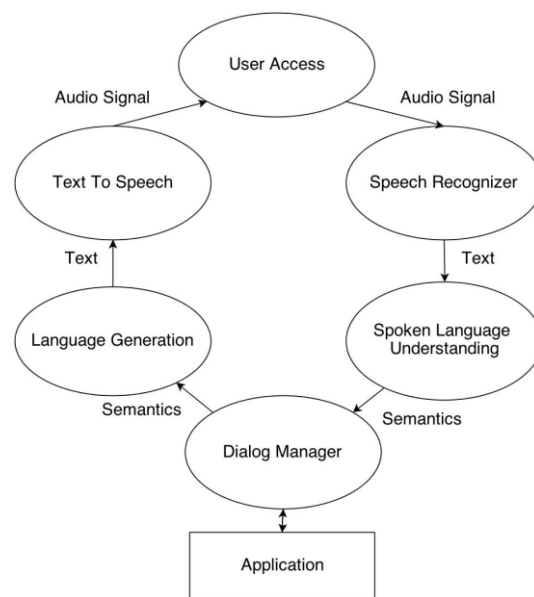 User Access
Audio Signal
Audio Signal
Text To Speech
Speech Recognizer
Text
Text
Language Generation
Spoken Language
Understanding
Semantics
Semantics
Dialog Manager
Application